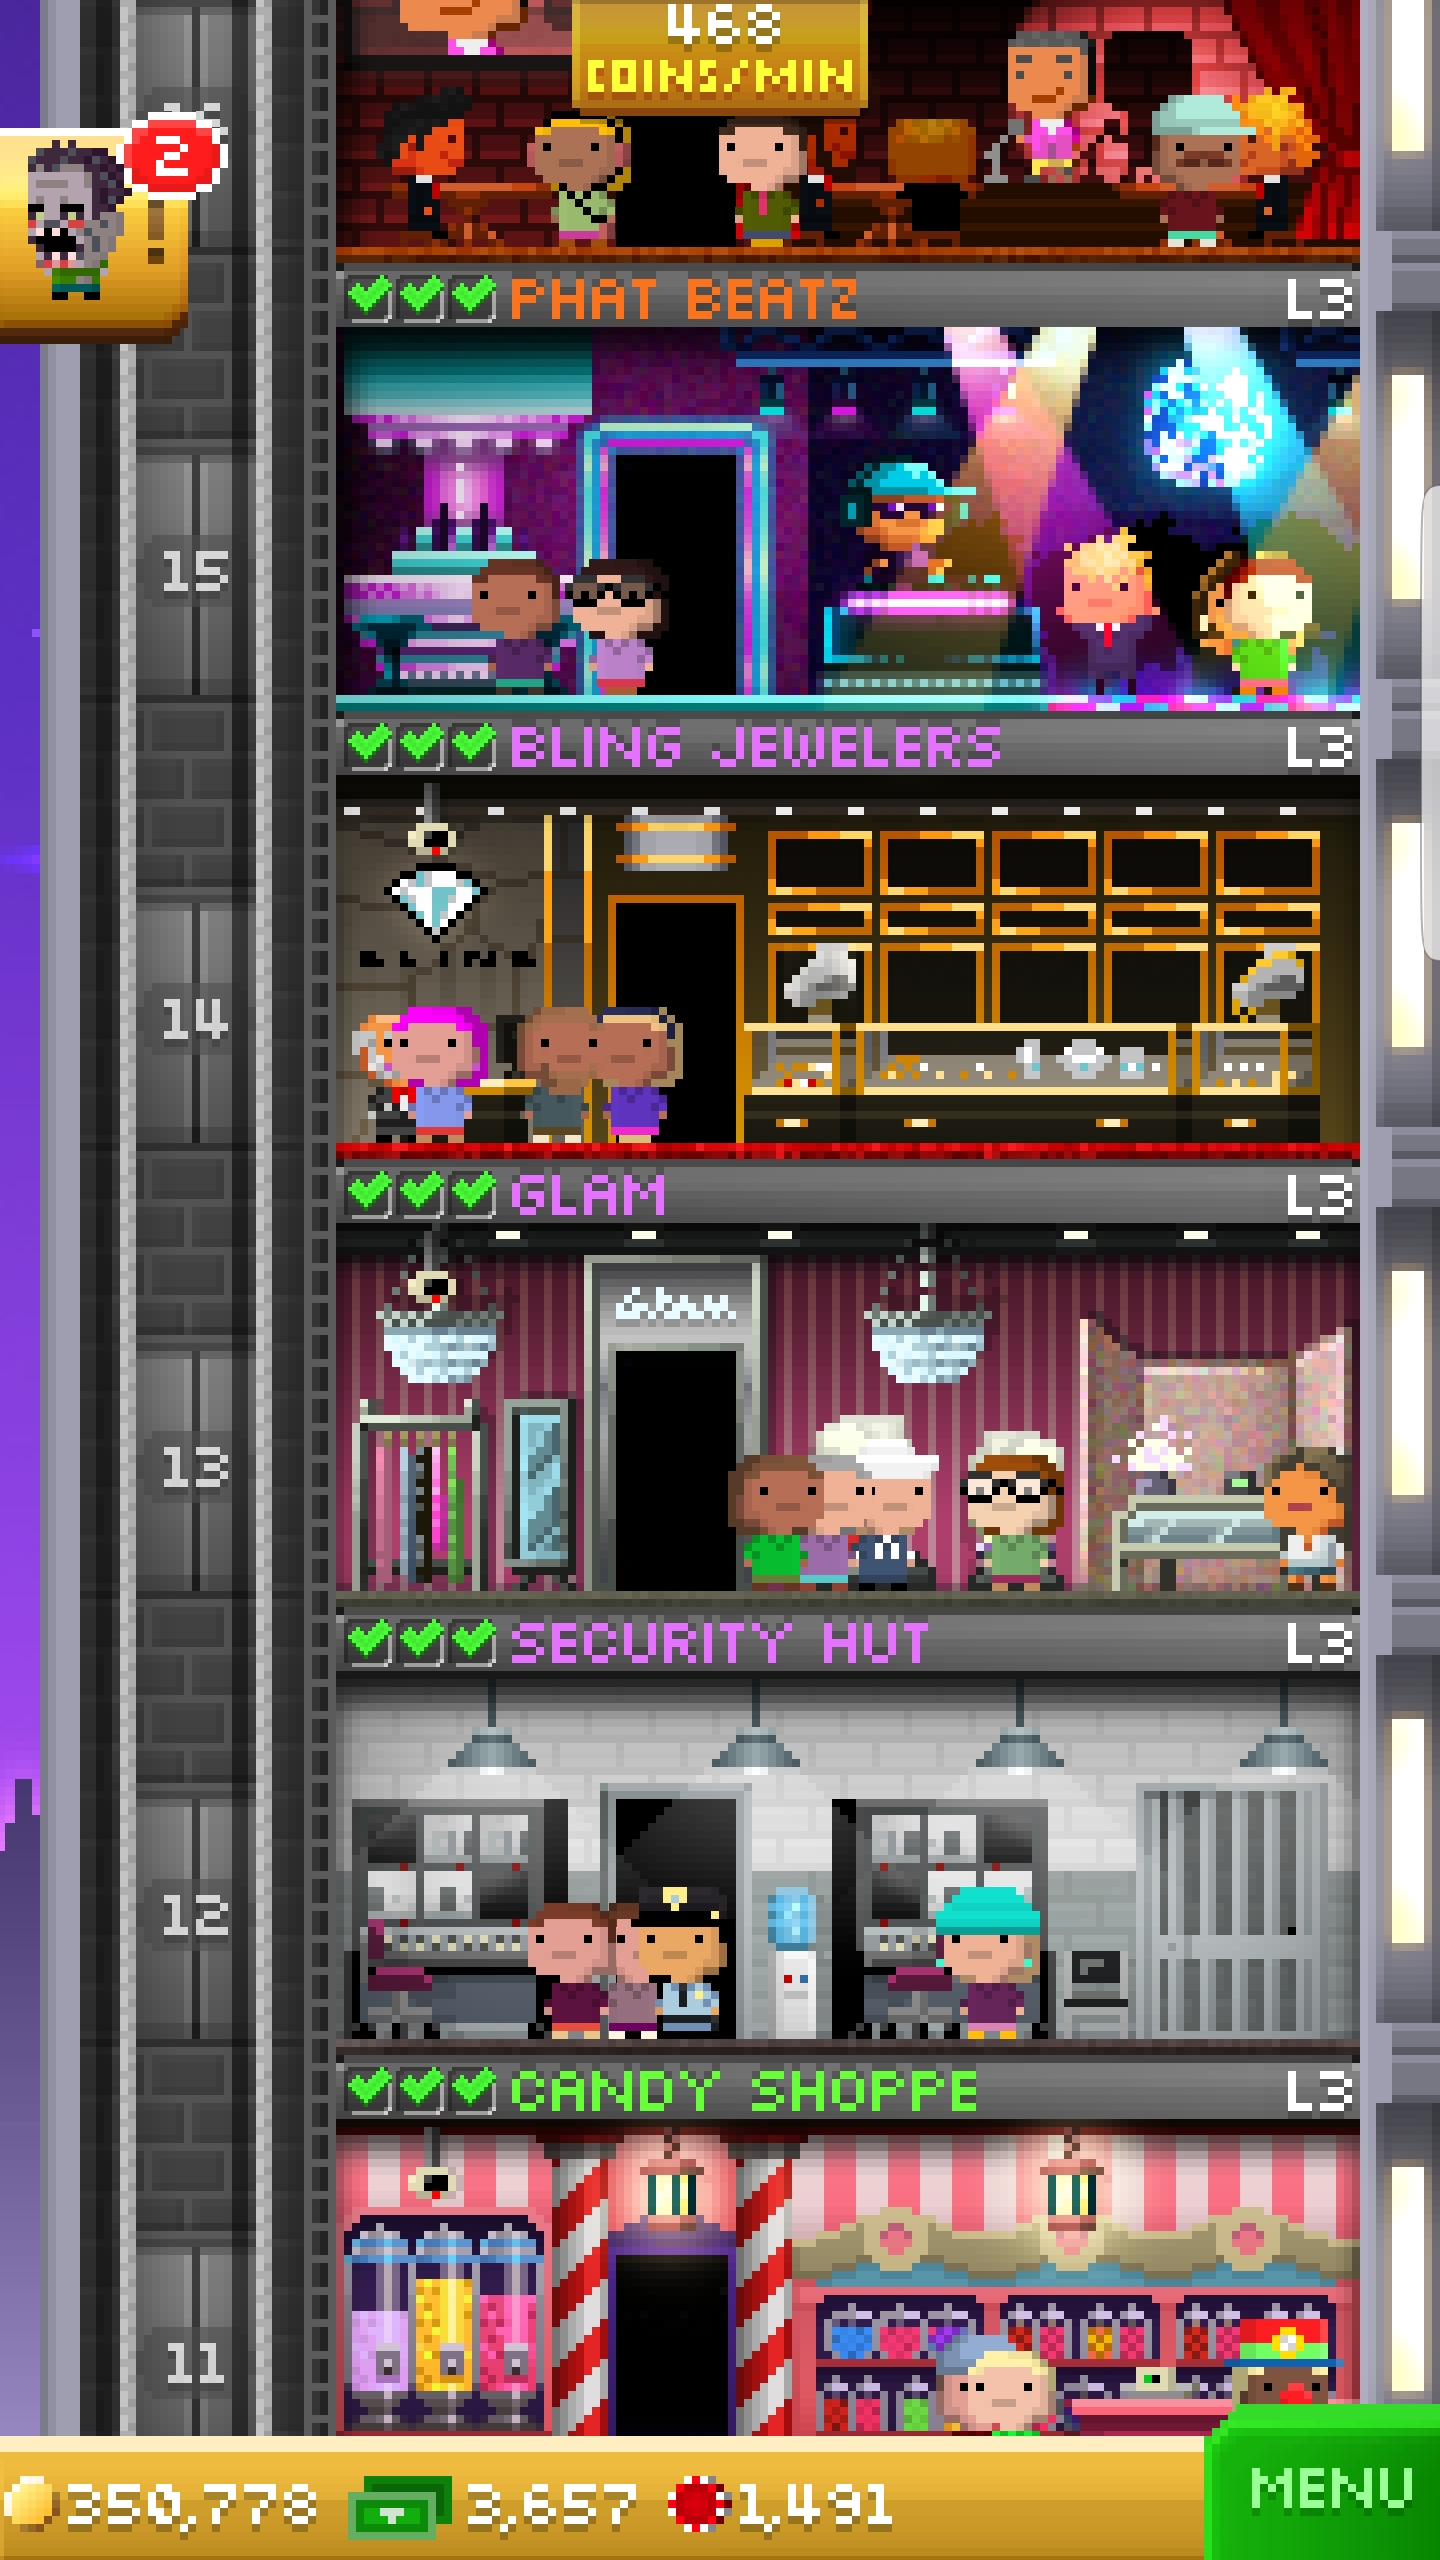 468
COINS/MIN
2
!
PHAT BEATZ L3
15
BLING JEWELERS L3
BLING
14
GLAM L3
Glam
13
SECURITY HUT L3
12
CANDY SHOPPE L3
11
350,778 3,657 1,491
MENU